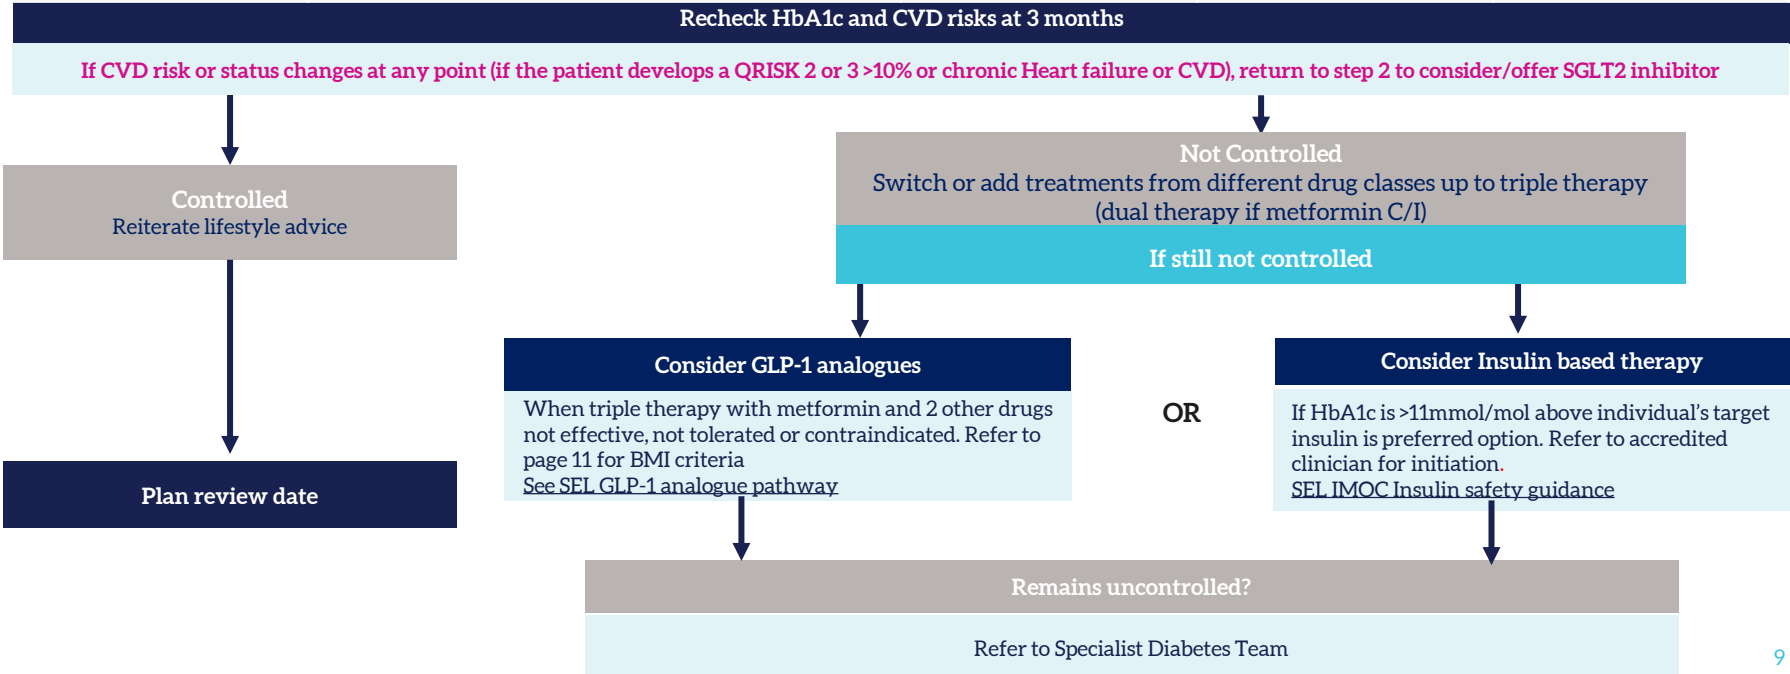 Recheck HbA1c and CVD risks at 3 months
If CVD risk or status changes at any point (if the patient develops a QRISK 2 or 3 >10% or chronic Heart failure or CVD), return to step 2 to consider/offer SGLT2 inhibitor
Controlled
Reiterate lifestyle advice
Plan review date
Not Controlled
Switch or add treatments from different drug classes up to triple therapy
(dual therapy if metformin C/I)
If still not controlled
Consider GLP-1 analogues
When triple therapy with metformin and 2 other drugs
not effective, not tolerated or contraindicated. Refer to
page 11 for BMI criteria
See SEL GLP-1 analogue pathway
OR
Consider Insulin based therapy
If HbA1c is >11mmol/mol above individual's target
insulin is preferred option. Refer to accredited
clinician for initiation.
SEL IMOC Insulin safety guidance
Remains uncontrolled?
Refer to Specialist Diabetes Team
9